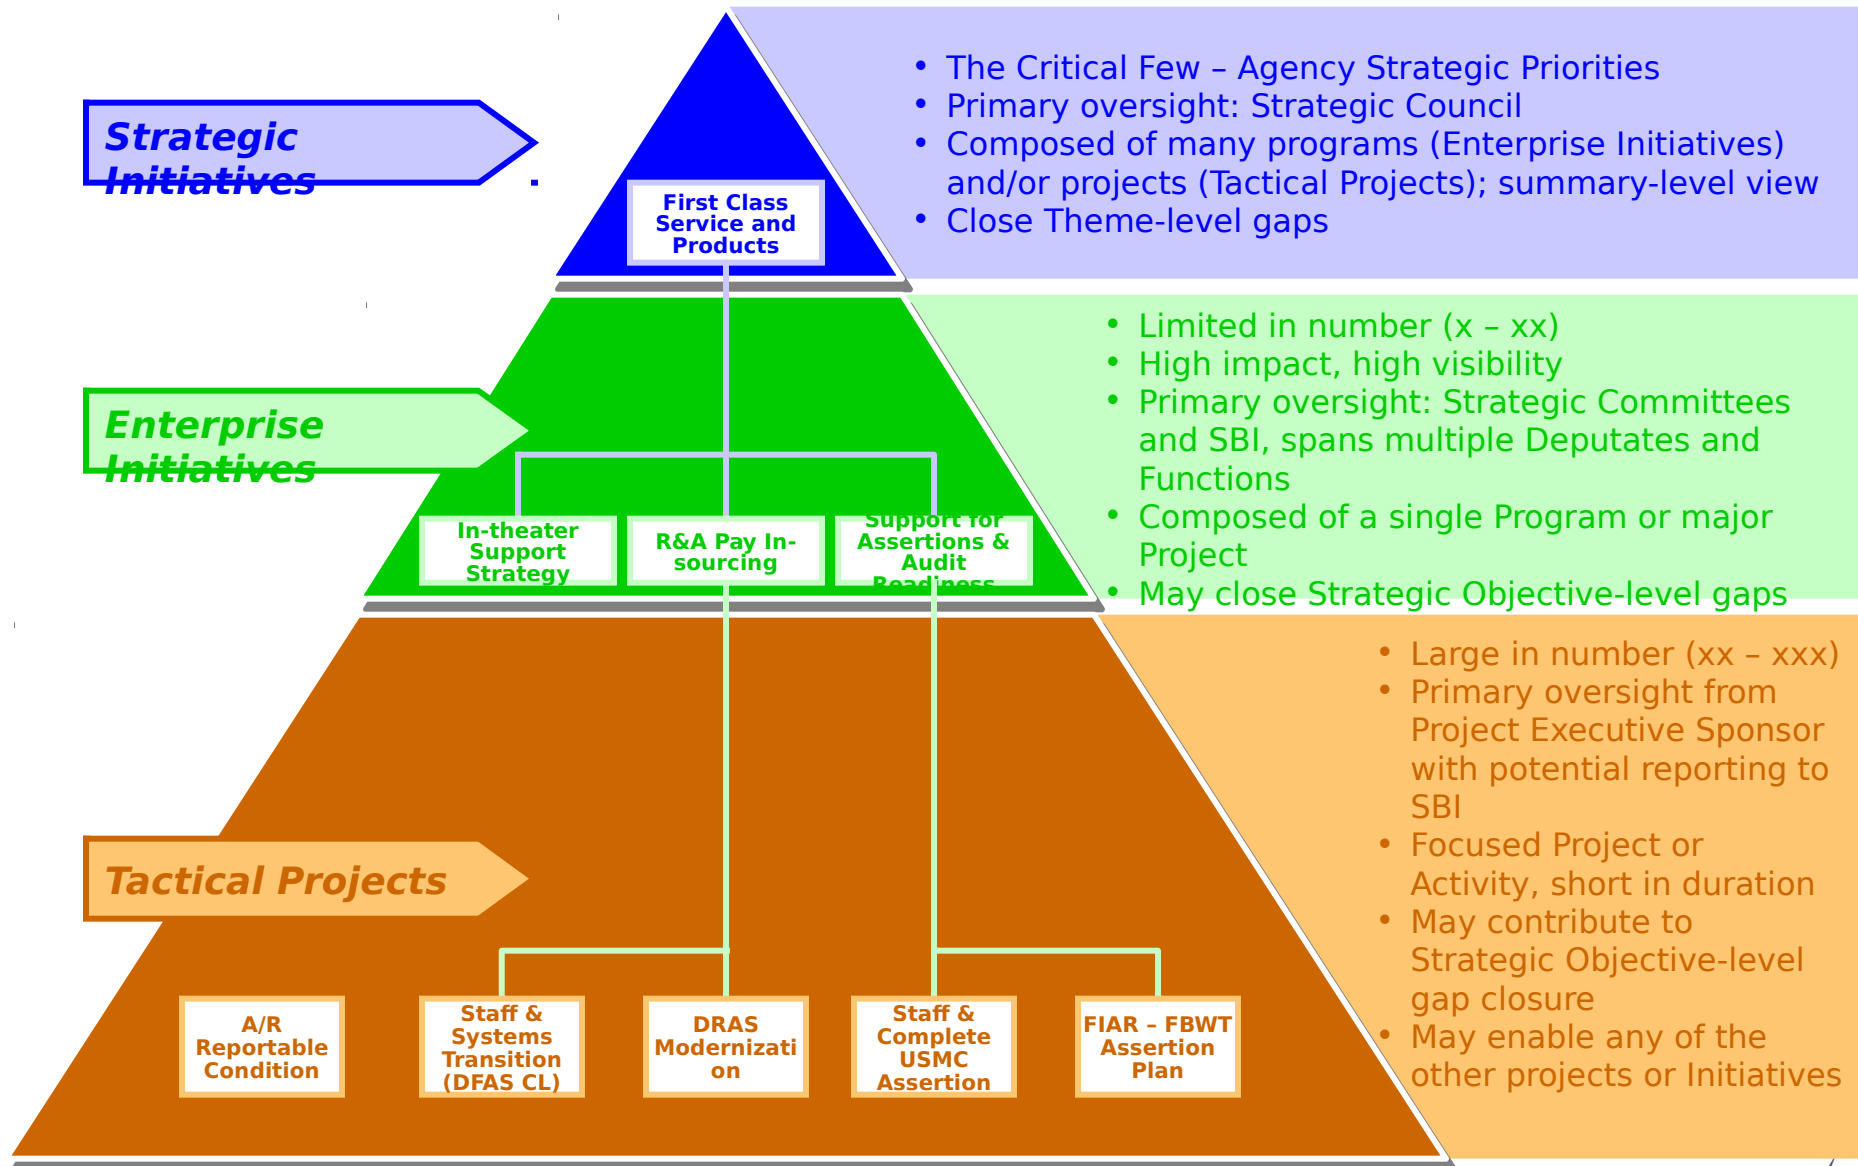 Strategic
Initiatives
• The Critical Few – Agency Strategic Priorities
• Primary oversight: Strategic Council
• Composed of many programs (Enterprise Initiatives)
and/or projects (Tactical Projects); summary-level view
• Close Theme-level gaps
First Class
Service and
Products
Enterprise
Initiatives
• Limited in number (x – xx)
• High impact, high visibility
• Primary oversight: Strategic Committees
and SBI, spans multiple Deputates and
Functions
• Composed of a single Program or major
Project
• May close Strategic Objective-level gaps
In-theater
Support
Strategy
R&A Pay In-
sourcing
Support for
Assertions &
Audit
Readiness
Tactical Projects
• Large in number (xx – xxx)
• Primary oversight from
Project Executive Sponsor
with potential reporting to
SBI
• Focused Project or
Activity, short in duration
• May contribute to
Strategic Objective-level
gap closure
• May enable any of the
other projects or Initiatives
A/R
Reportable
Condition
Staff &
Systems
Transition
(DFAS CL)
DRAS
Modernizati
on
Staff &
Complete
USMC
Assertion
FIAR – FBWT
Assertion
Plan